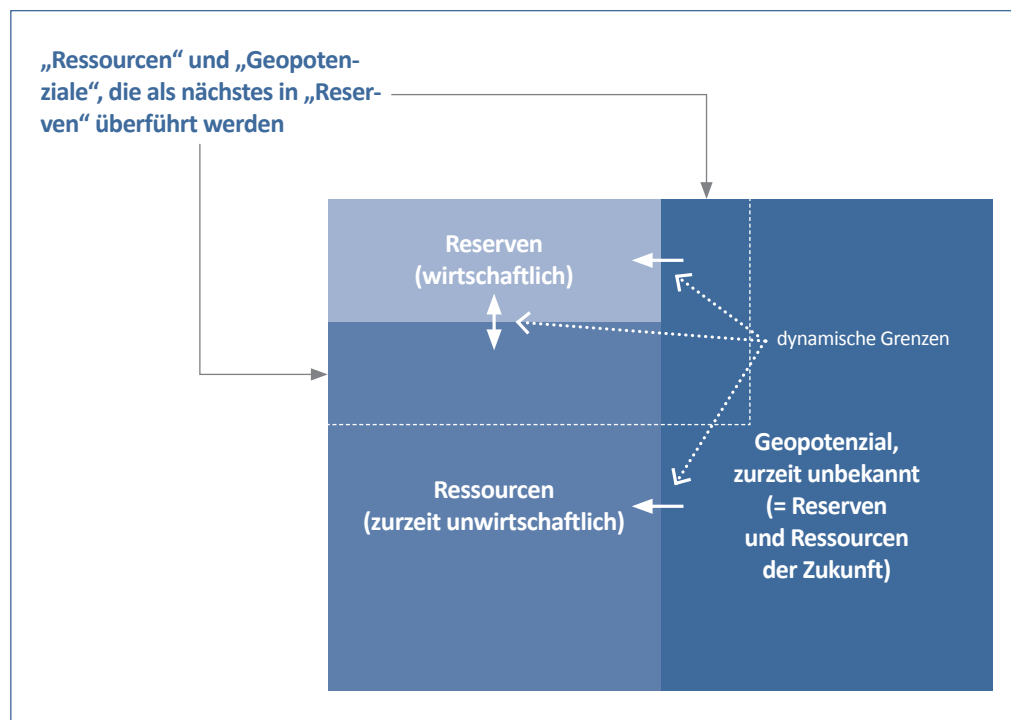 „Ressourcen“ und „Geopoten-
ziale“, die als nächstes in „Reser-
ven“ überführt werden
Reserven
(wirtschaftlich)
dynamische Grenzen
Geopotenzial,
zurzeit unbekannt
(= Reserven
und Ressourcen
der Zukunft)
Ressourcen
(zurzeit unwirtschaftlich)